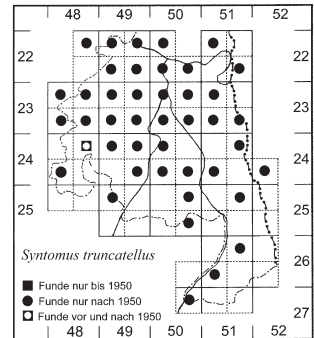 48 49 50 51 52
22 22
23 23
24 24
25 25
26
Syntomus truncatellus
Funde nur bis 1950
Funde nur nach 1950
Funde vor und nach 1950
27
48 49 50 51 52